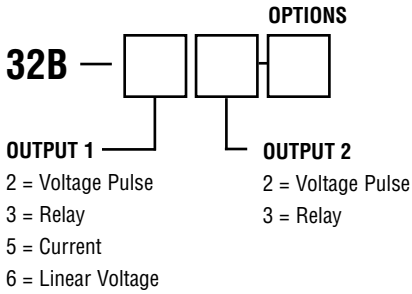 OPTIONS
32B —
OUTPUT 1
2 = Voltage Pulse
3 = Relay
5 = Current
6 = Linear Voltage
OUTPUT 2
2 = Voltage Pulse
3 = Relay